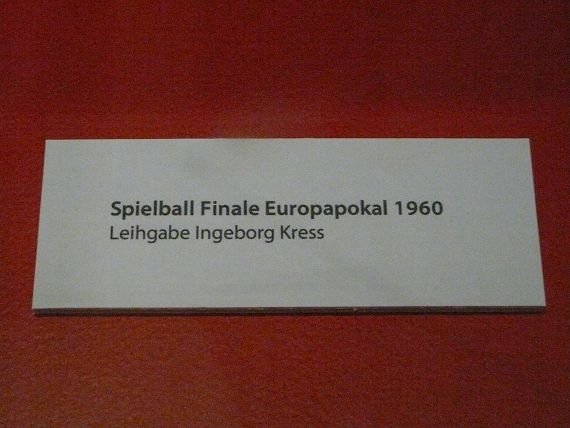 Spielball Finale Europapokal 1960
Leihgabe Ingeborg Kress